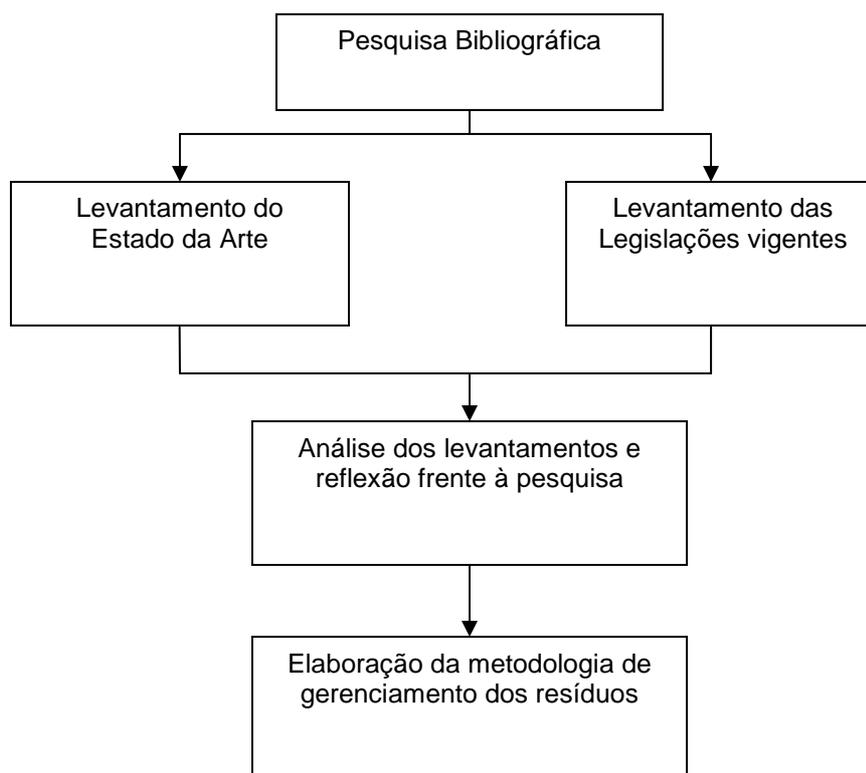 Pesquisa Bibliográfica
Levantamento do
Estado da Arte
Levantamento das
Legislações vigentes
Análise dos levantamentos e
reflexão frente à pesquisa
Elaboração da metodologia de
gerenciamento dos resíduos